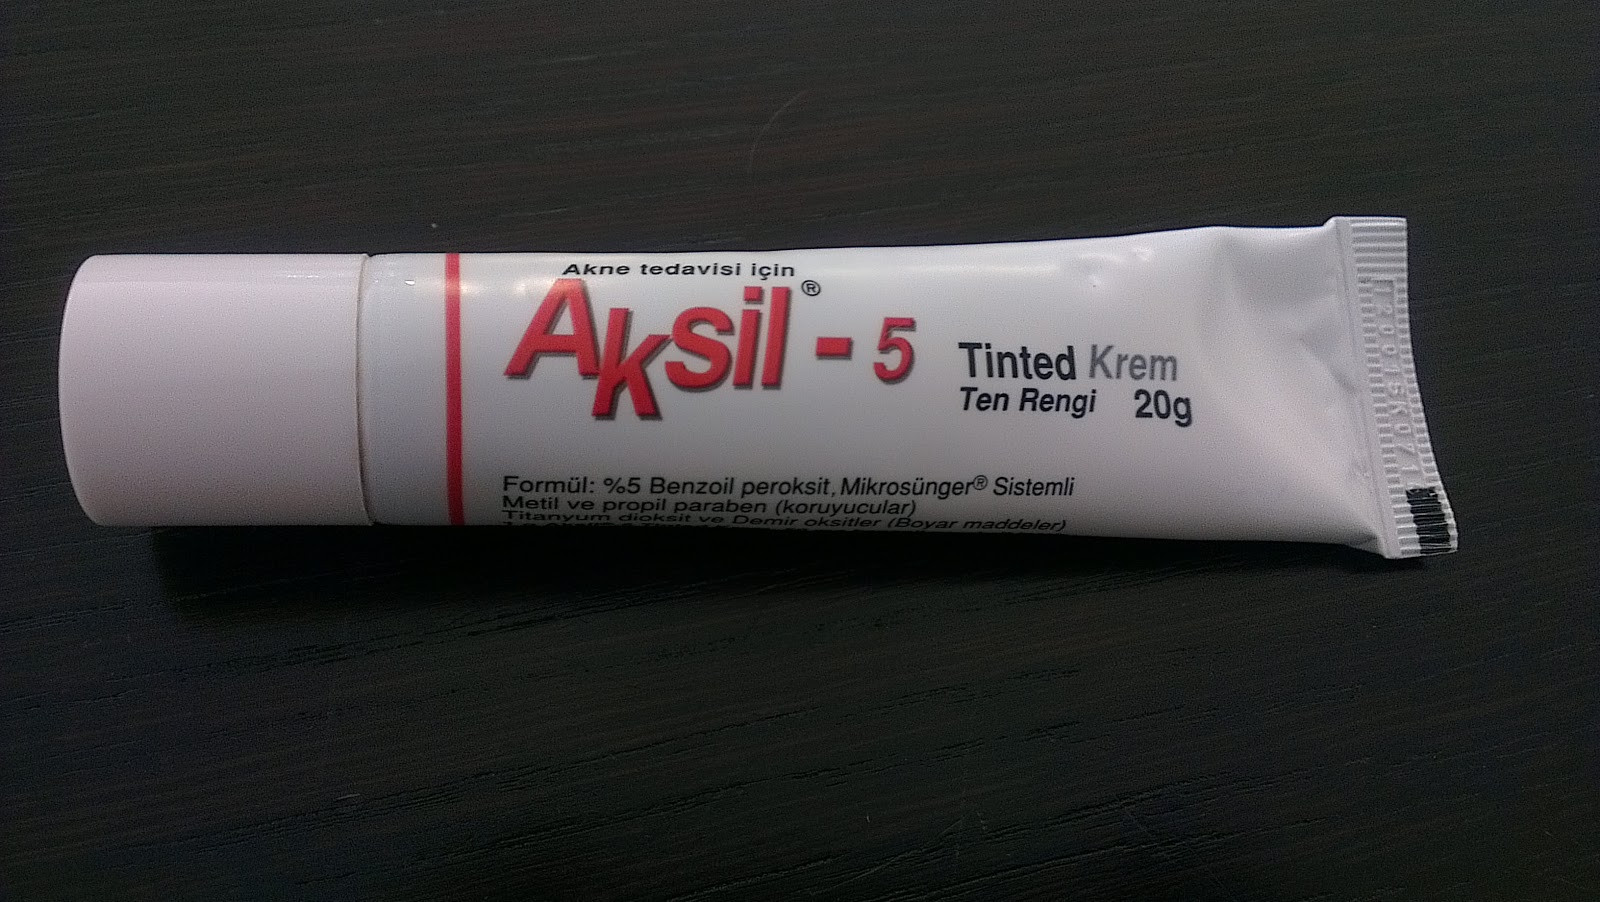 Akne tedavisi için
Aksil® - 5
Tinted Krem
Ten Rengi 20g
Formül: %5 Benzoil peroksit, Mikrosünger® Sistemli
Metil ve propil paraben (koruyucular)
Titanyum dioksit ve Demir oksitler (Boyar maddeler)